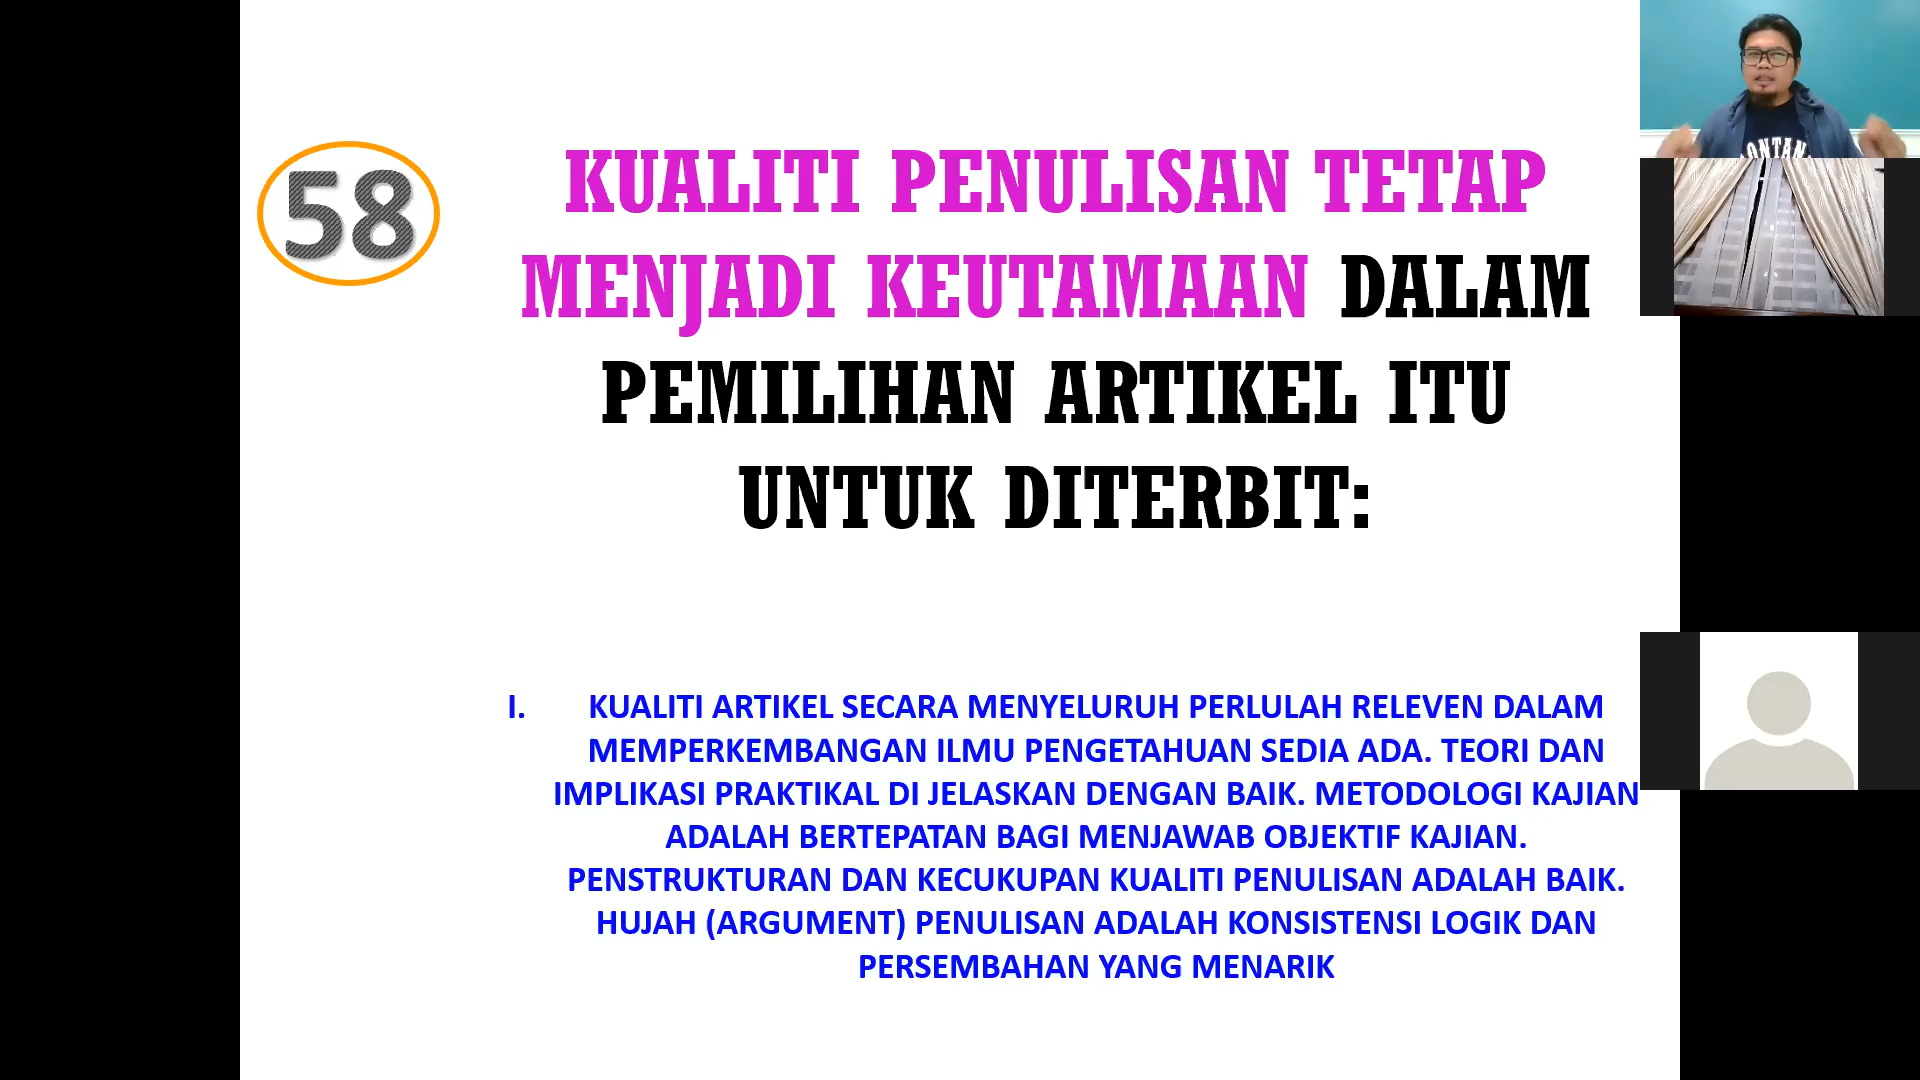 58
KUALITI PENULISAN TETAP
MENJADI KEUTAMAAN DALAM
PEMILIHAN ARTIKEL ITU
UNTUK DITERBIT:
I. KUALITI ARTIKEL SECARA MENYELURUH PERLULAH RELEVEN DALAM
MEMPERKEMBANGAN ILMU PENGETAHUAN SEDIA ADA. TEORI DAN
IMPLIKASI PRAKTIKAL DI JELASKAN DENGAN BAIK. METODOLOGI KAJIAN
ADALAH BERTEPATAN BAGI MENJAWAB OBJEKTIF KAJIAN.
PENSTRUKTURAN DAN KECUKUPAN KUALITI PENULISAN ADALAH BAIK.
HUJAH (ARGUMENT) PENULISAN ADALAH KONSISTENSI LOGIK DAN
PERSEMBAHAN YANG MENARIK